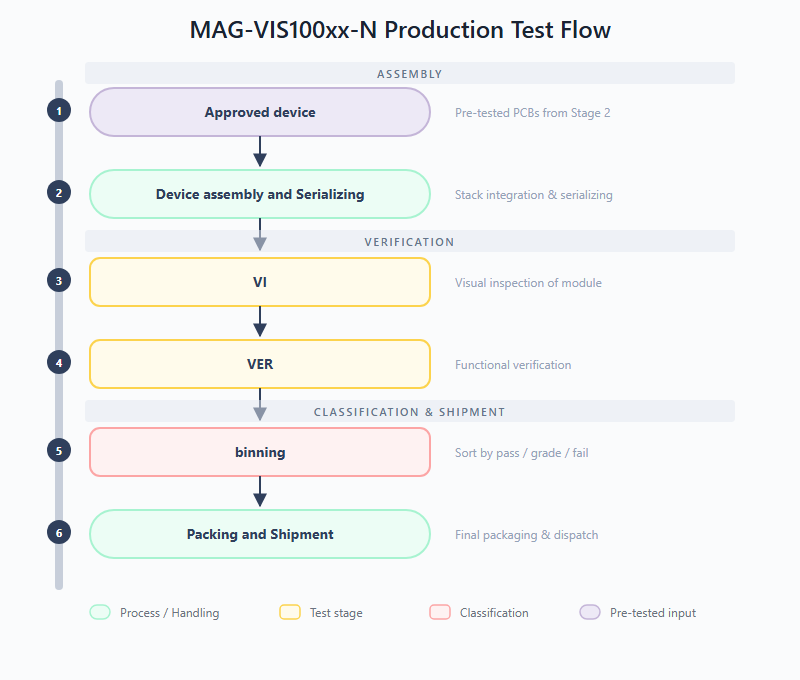 MAG-VIS100xx-N Production Test Flow
ASSEMBLY
1 Approved device Pre-tested PCBs from Stage 2
2 Device assembly and Serializing Stack integration & serializing
VERIFICATION
3 VI Visual inspection of module
4 VER Functional verification
CLASSIFICATION & SHIPMENT
5 binning Sort by pass / grade / fail
6 Packing and Shipment Final packaging & dispatch
Process / Handling Test stage Classification Pre-tested input